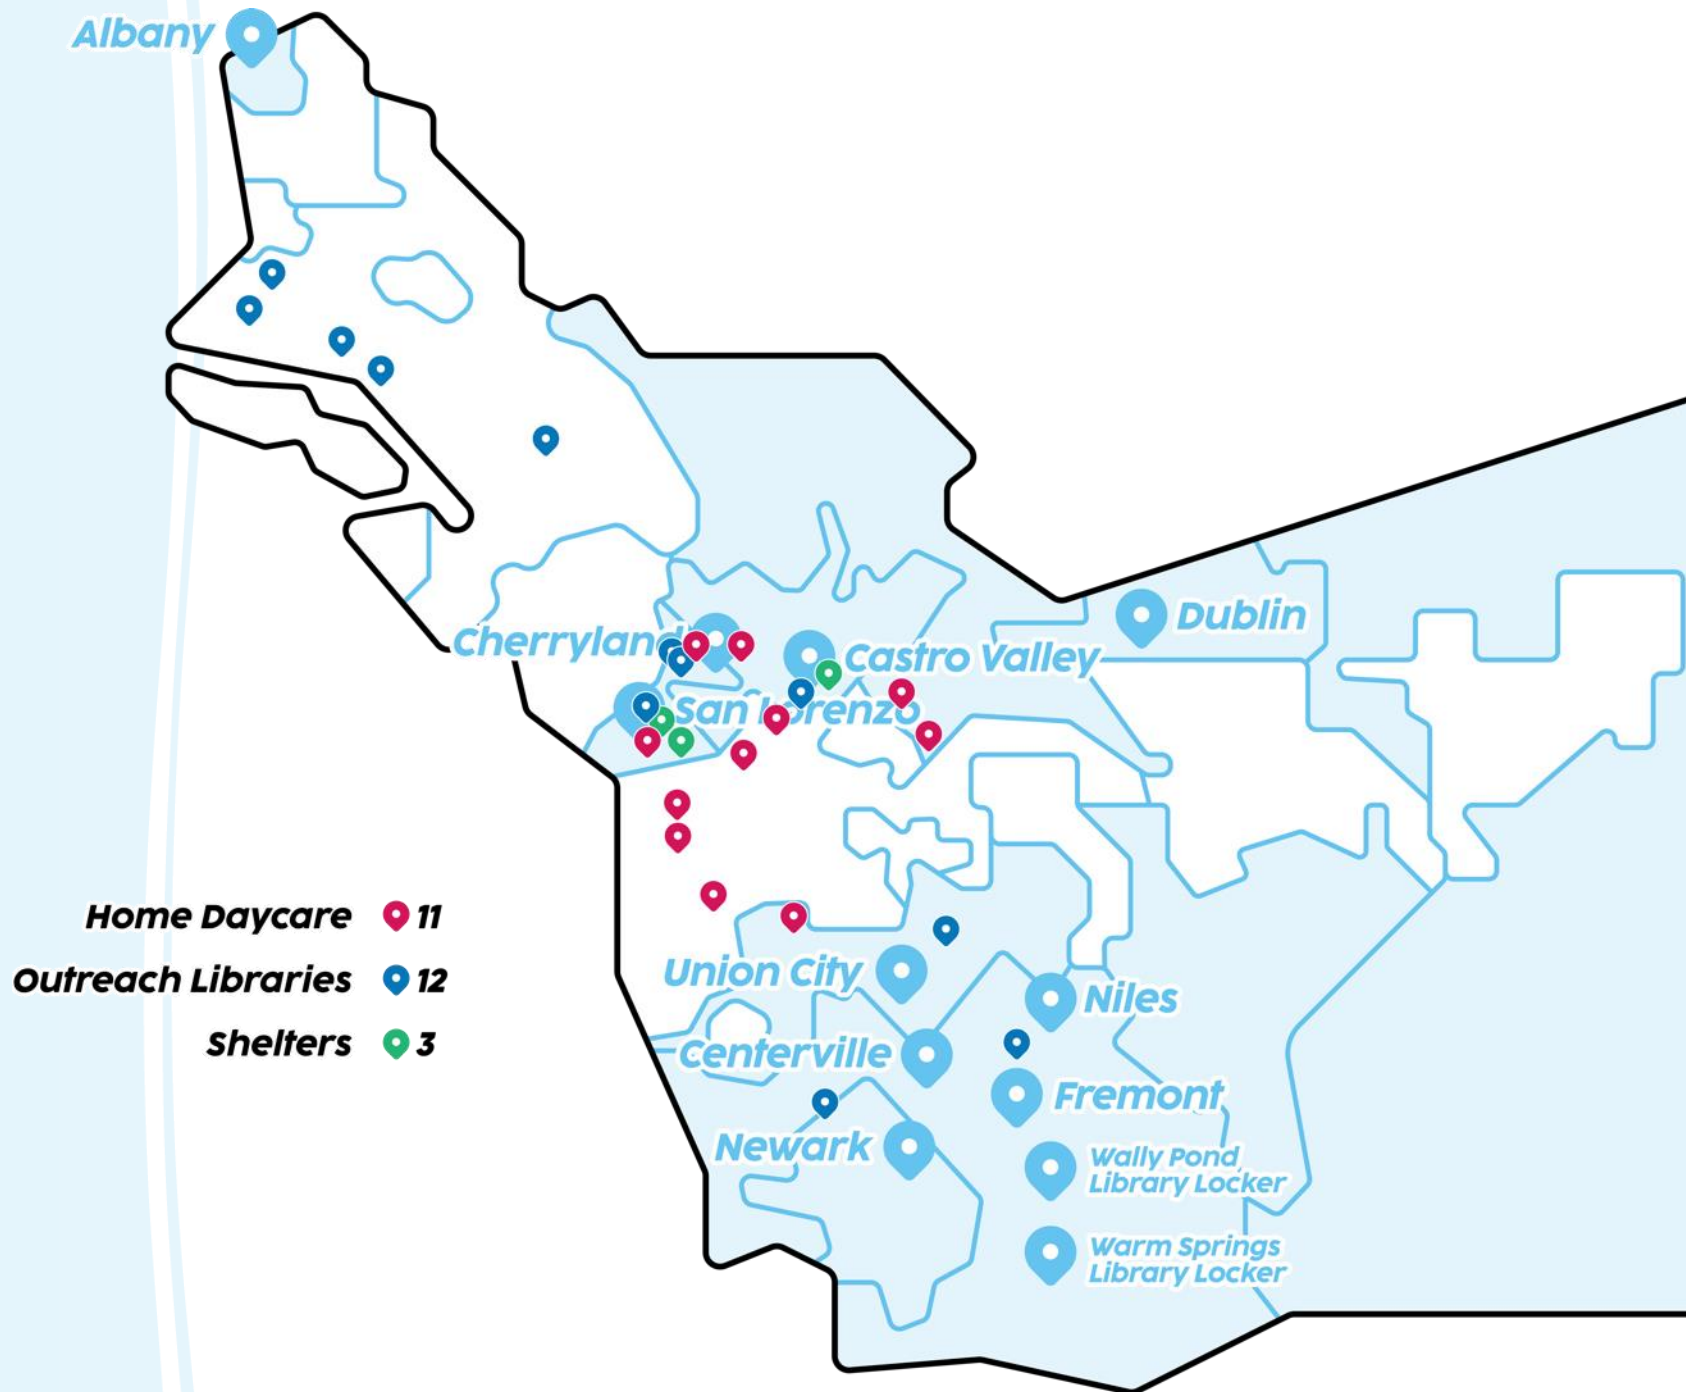 Albany
Cherryland
Castro Valley
Dublin
San Lorenzo
Home Daycare 11
Outreach Libraries 12
Shelters 3
Union City
Niles
Centerville
Fremont
Newark
Wally Pond
Library Locker
Warm Springs
Library Locker